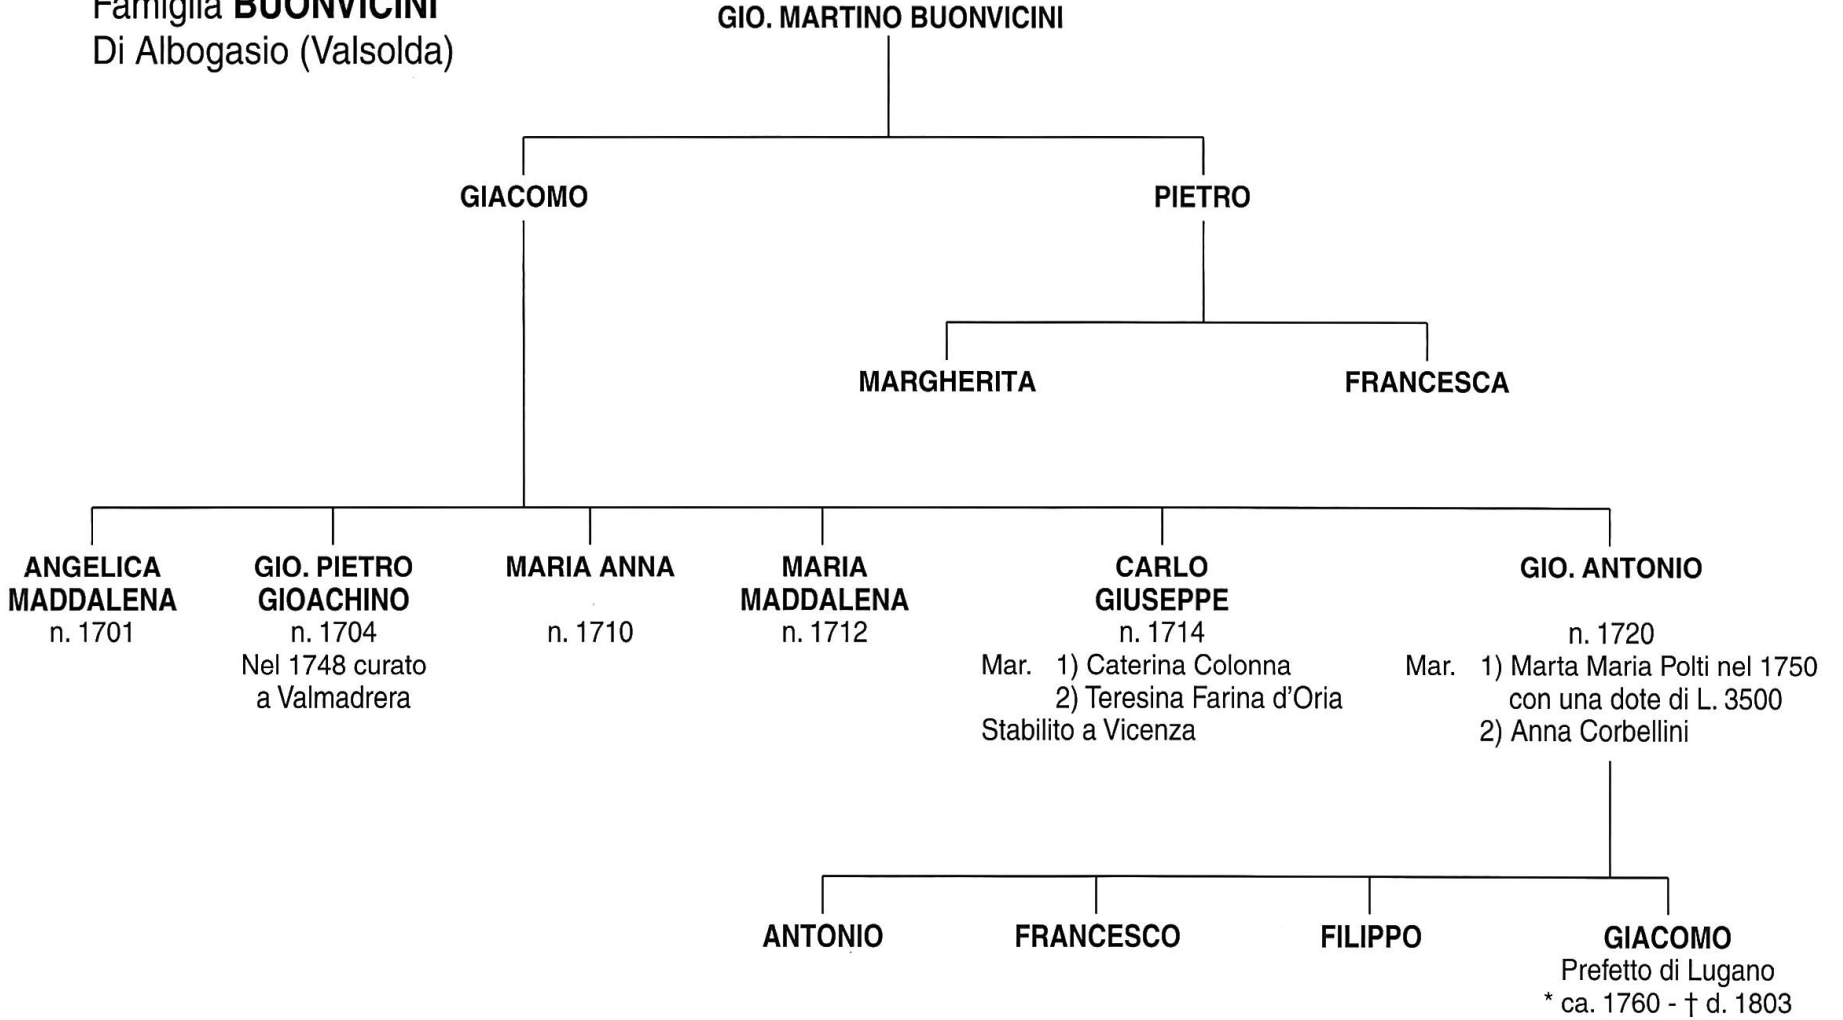 Famiglia BUONVICINI
Di Albogasio (Valsolda)
GIO. MARTINO BUONVICINI
GIACOMO
PIETRO
MARGHERITA
FRANCESCA
ANGELICA
MADDALENA
n. 1701
GIO. PIETRO
GIOACHINO
n. 1704
Nel 1748 curato
a Valmadrera
MARIA ANNA
n. 1710
MARIA
MADDALENA
n. 1712
CARLO
GIUSEPPE
n. 1714
Mar. 1) Caterina Colonna
2) Teresina Farina d'Oria
Stabilito a Vicenza
GIO. ANTONIO
n. 1720
Mar. 1) Marta Maria Polti nel 1750
con una dote di L. 3500
2) Anna Corbellini
ANTONIO
FRANCESCO
FILIPPO
GIACOMO
Prefetto di Lugano
* ca. 1760 - † d. 1803